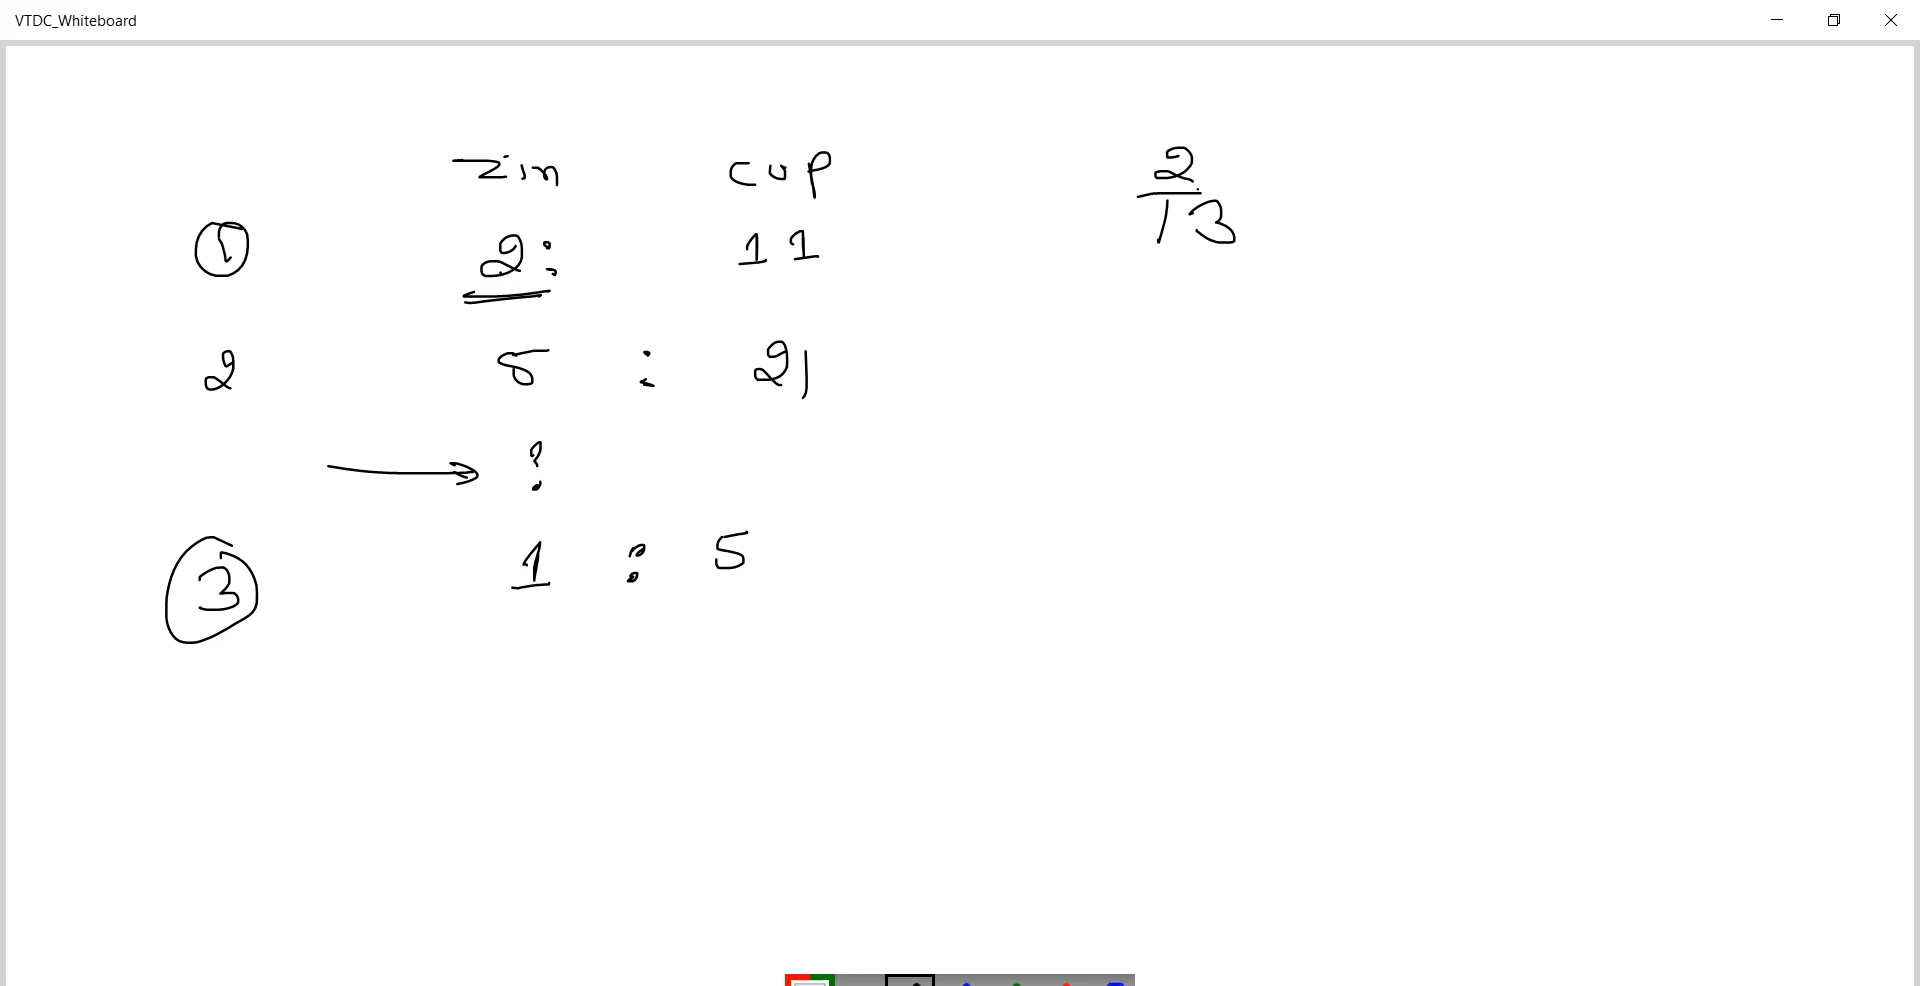 VTDC_Whiteboard
Zin cup
1 2: 11
2 5 : 21
→ ?
3 1 : 5
2
13